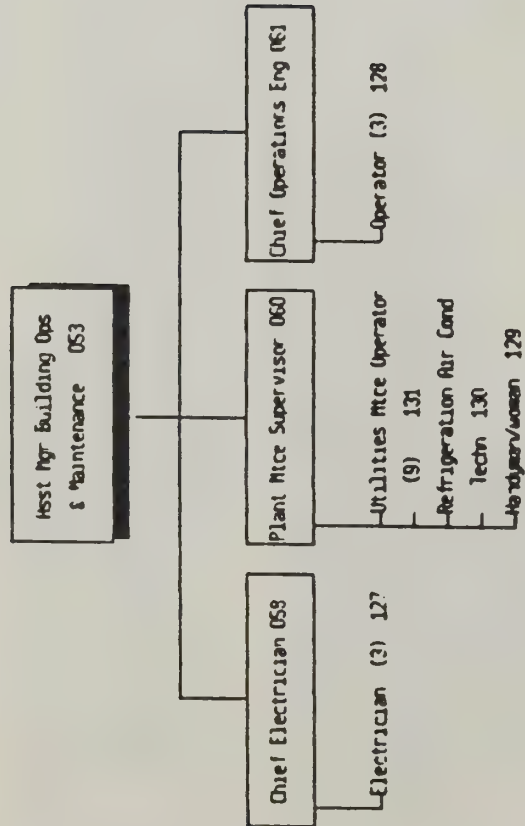 Asst Mgr Building Ops
& Maintenance 053
Chief Electrician 058
Electrician (3) 127
Plant Mtce Supervisor 060
Utilities Mtce Operator
(9) 131
Refrigeration Air Cond
Techn 130
Handyman/woman 129
Chief Operations Eng 061
Operator (3) 128